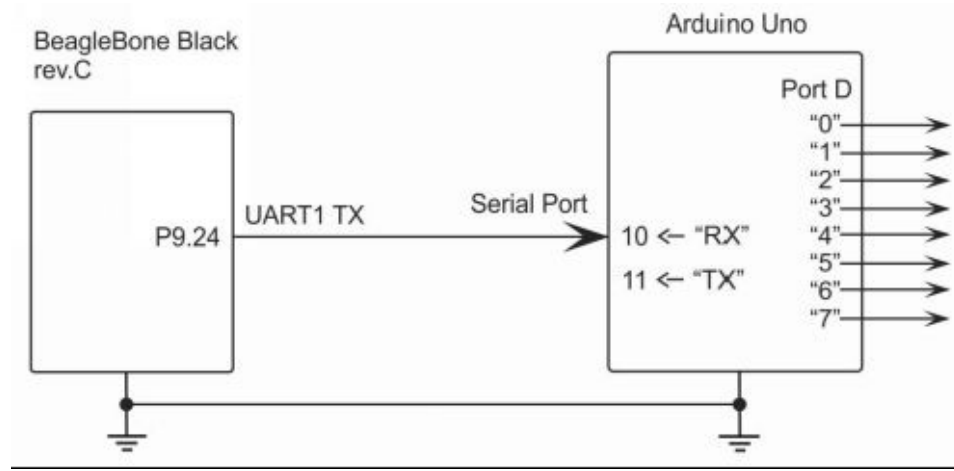 BeagleBone Black
rev.C
P9.24
UART1 TX
Serial Port
Arduino Uno
Port D
“0”
“1”
“2”
“3”
“4”
“5”
“6”
“7”
10 <– “RX”
11 <– “TX”